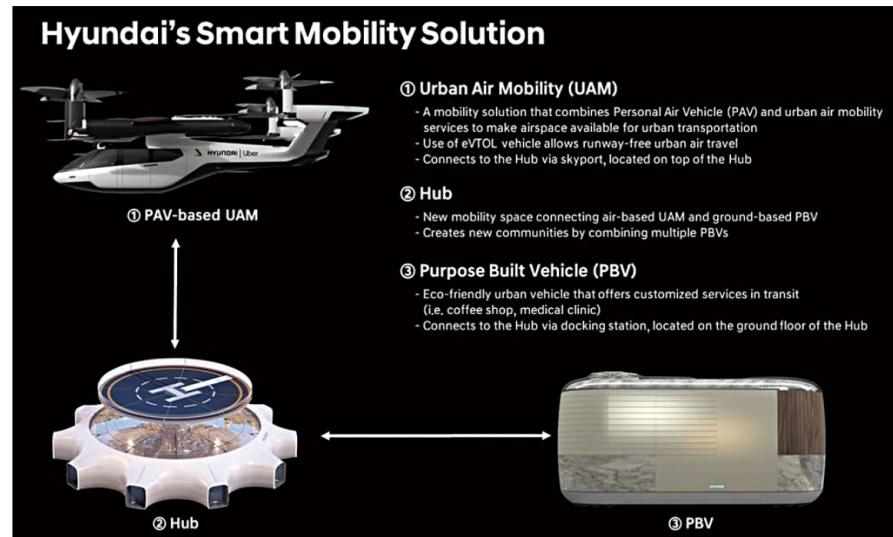 Hyundai's Smart Mobility Solution
① Urban Air Mobility (UAM)
- A mobility solution that combines Personal Air Vehicle (PAV) and urban air mobility
services to make airspace available for urban transportation
- Use of eVTOL vehicle allows runway-free urban air travel
- Connects to the Hub via skyport, located on top of the Hub
HYUNDAI | Uber
① PAV-based UAM
② Hub
- New mobility space connecting air-based UAM and ground-based PBV
- Creates new communities by combining multiple PBVs
③ Purpose Built Vehicle (PBV)
- Eco-friendly urban vehicle that offers customized services in transit
(i.e. coffee shop, medical clinic)
- Connects to the Hub via docking station, located on the ground floor of the Hub
H
② Hub
③ PBV